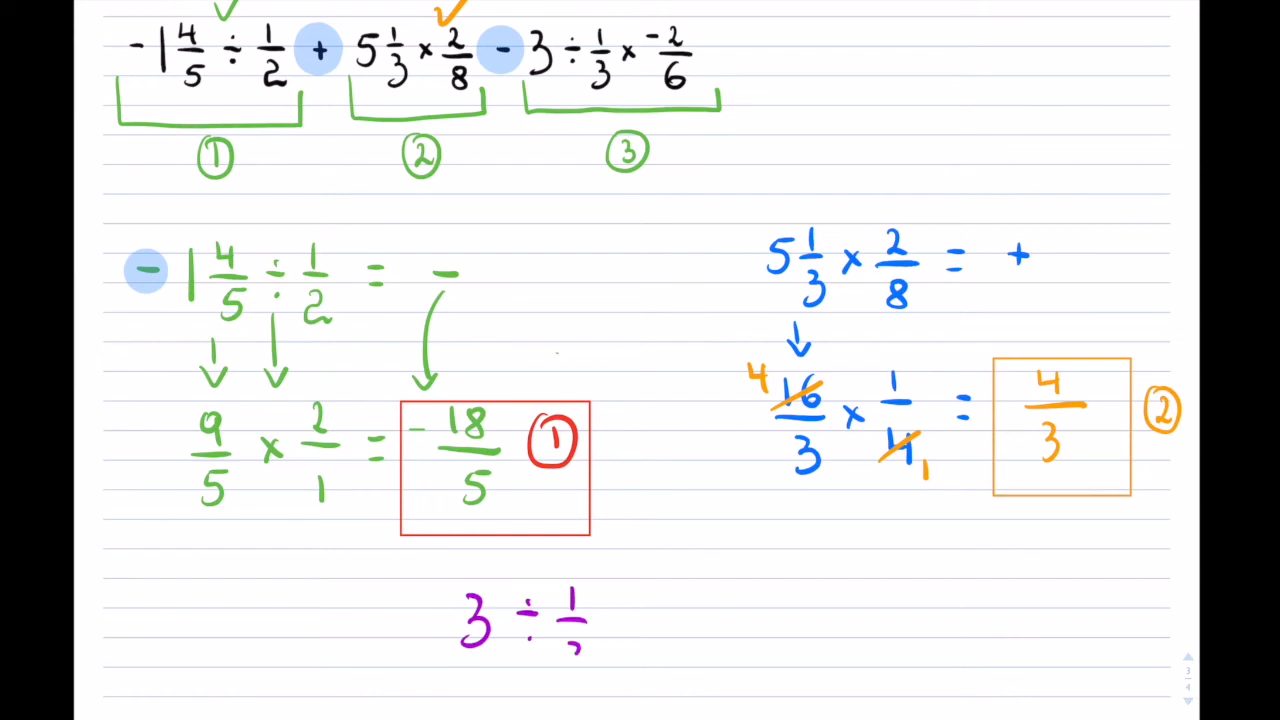 -1 4/5 ÷ 1/2 + 5 1/3 × 2/8 - 3 ÷ 1/3 × -2/6
① ② ③
-1 4/5 ÷ 1/2 = -
9/5 × 2/1 = -18/5 ①
5 1/3 × 2/8 = +
4 16/3 × 1/4 1 = 4/3 ②
3 ÷ 1/
3
4